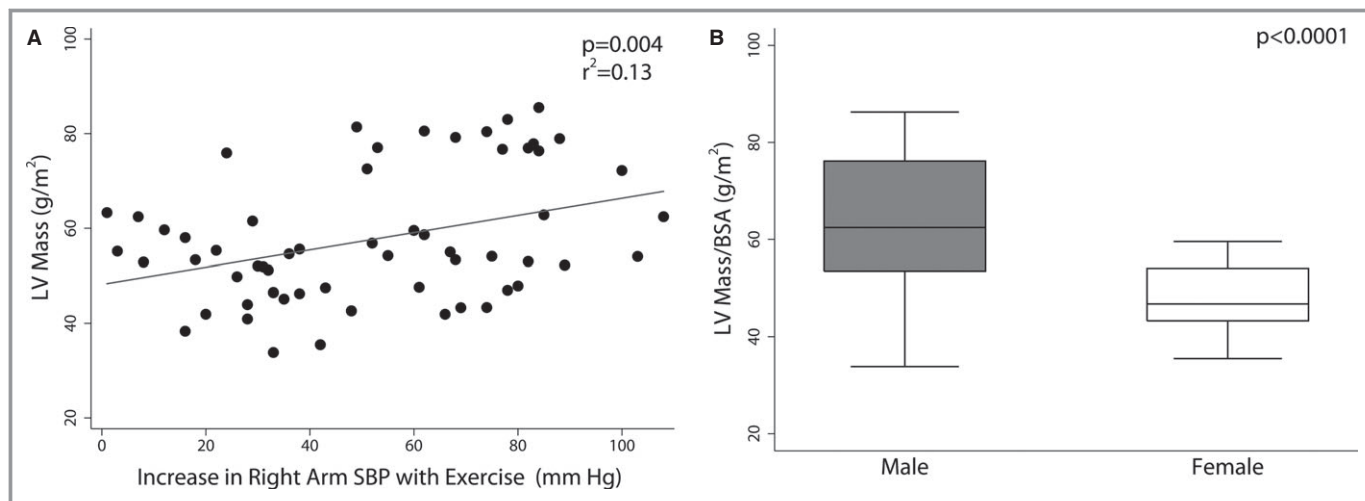 A
p=0.004
r²=0.13
LV Mass (g/m²)
100
80
60
40
20
0 20 40 60 80 100
Increase in Right Arm SBP with Exercise (mm Hg)
B
p<0.0001
LV Mass/BSA (g/m²)
100
80
60
40
20
Male Female